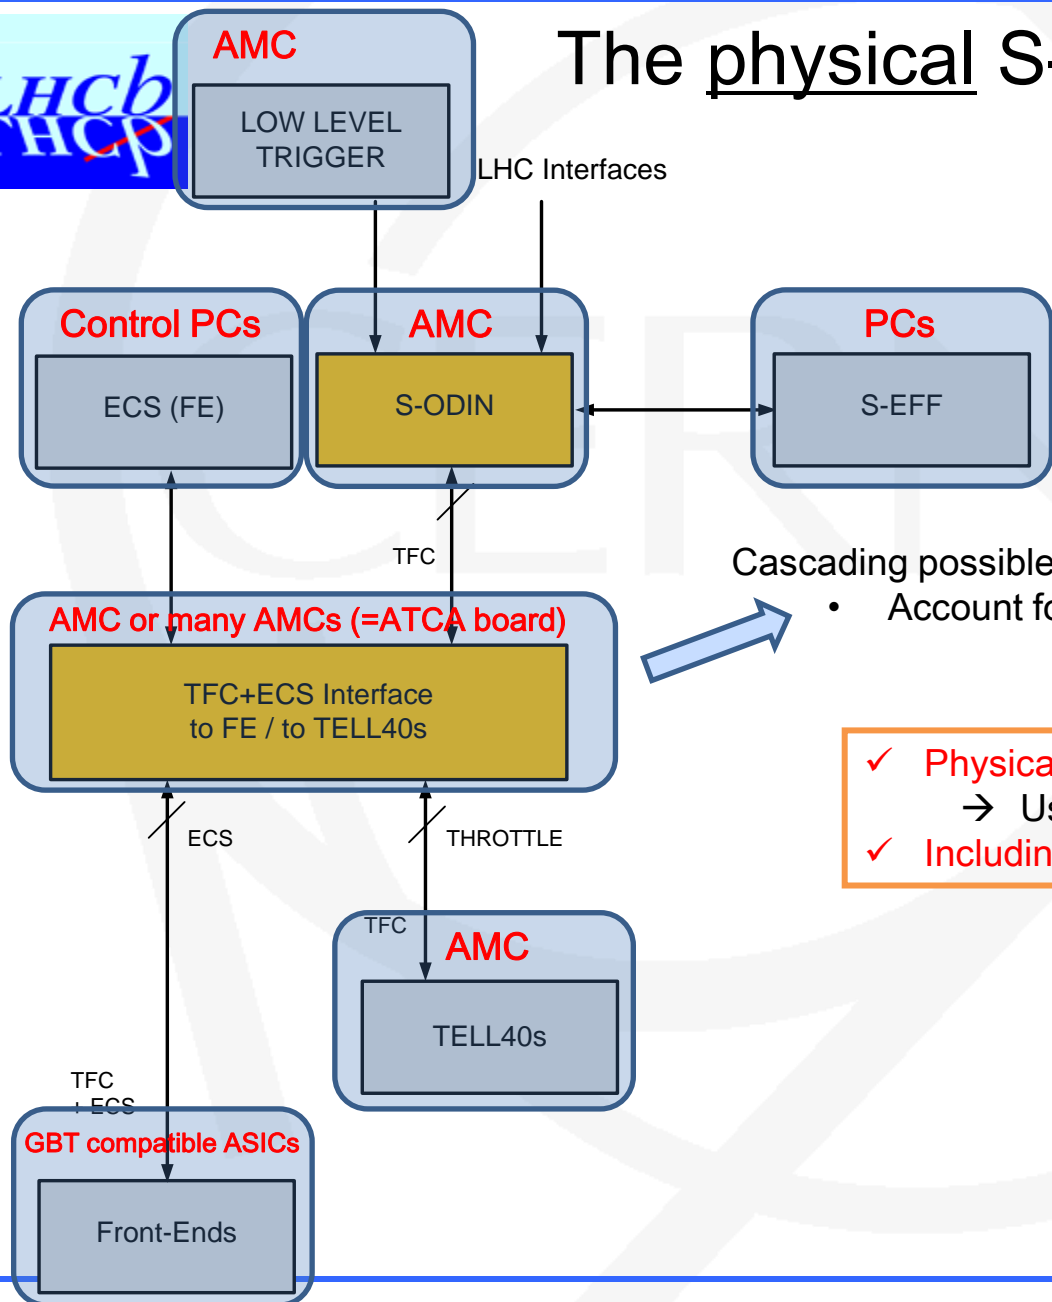 The physical S-
LHCb
LHCb
AMC
LOW LEVEL
TRIGGER
LHC Interfaces
Control PCs
AMC
PCs
ECS (FE)
S-ODIN
S-EFF
TFC
Cascading possible
AMC or many AMCs (=ATCA board)
• Account fo
TFC+ECS Interface
to FE / to TELL40s
✓ Physica
→ Us
✓ Includin
ECS
THROTTLE
TFC
AMC
TELL40s
TFC
+ ECS
GBT compatible ASICs
Front-Ends
CERN